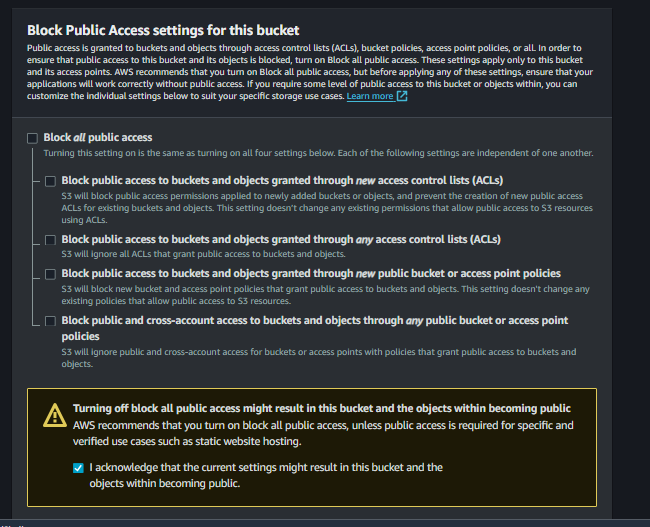 Block Public Access settings for this bucket
Public access is granted to buckets and objects through access control lists (ACLs), bucket policies, access point policies, or all. In order to
ensure that public access to this bucket and its objects is blocked, turn on Block all public access. These settings apply only to this bucket
and its access points. AWS recommends that you turn on Block all public access, but before applying any of these settings, ensure that your
applications will work correctly without public access. If you require some level of public access to this bucket or objects within, you can
customize the individual settings below to suit your specific storage use cases. Learn more
Block all public access
Turning this setting on is the same as turning on all four settings below. Each of the following settings are independent of one another.
Block public access to buckets and objects granted through new access control lists (ACLs)
S3 will block public access permissions applied to newly added buckets or objects, and prevent the creation of new public access
ACLs for existing buckets and objects. This setting doesn't change any existing permissions that allow public access to S3 resources
using ACLs.
Block public access to buckets and objects granted through any access control lists (ACLs)
S3 will ignore all ACLs that grant public access to buckets and objects.
Block public access to buckets and objects granted through new public bucket or access point policies
S3 will block new bucket and access point policies that grant public access to buckets and objects. This setting doesn't change any
existing policies that allow public access to S3 resources.
Block public and cross-account access to buckets and objects through any public bucket or access point
policies
S3 will ignore public and cross-account access for buckets or access points with policies that grant public access to buckets and
objects.
Turning off block all public access might result in this bucket and the objects within becoming public
AWS recommends that you turn on block all public access, unless public access is required for specific and
verified use cases such as static website hosting.
I acknowledge that the current settings might result in this bucket and the
objects within becoming public.